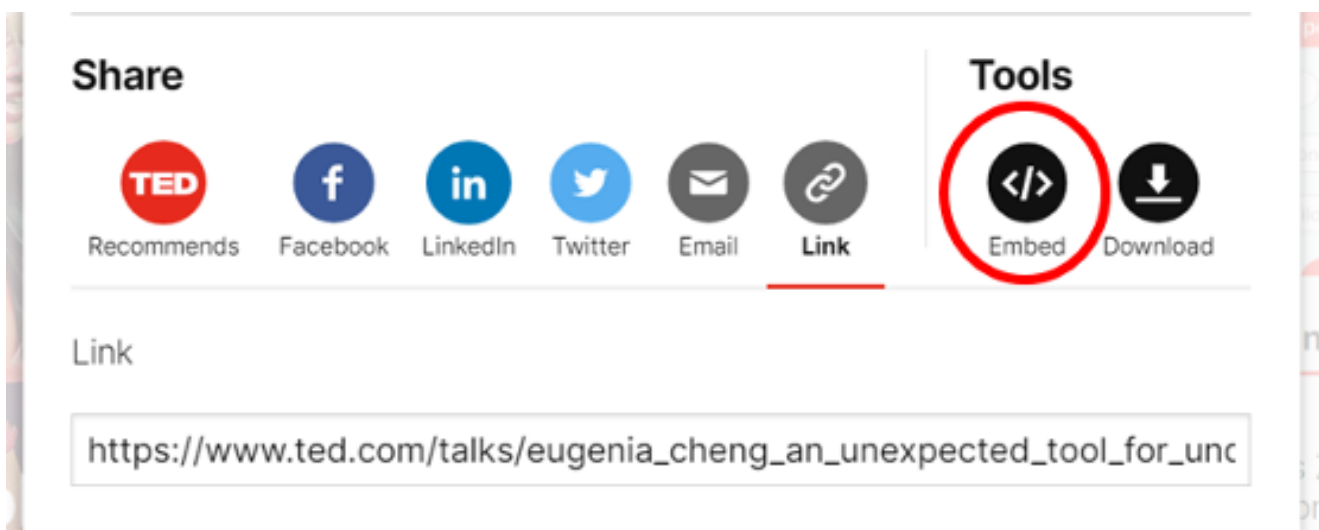 Share
Tools
TED
Recommends
Facebook
LinkedIn
Twitter
Email
Link
Embed
Download
Link
https://www.ted.com/talks/eugenia_cheng_an_unexpected_tool_for_unc